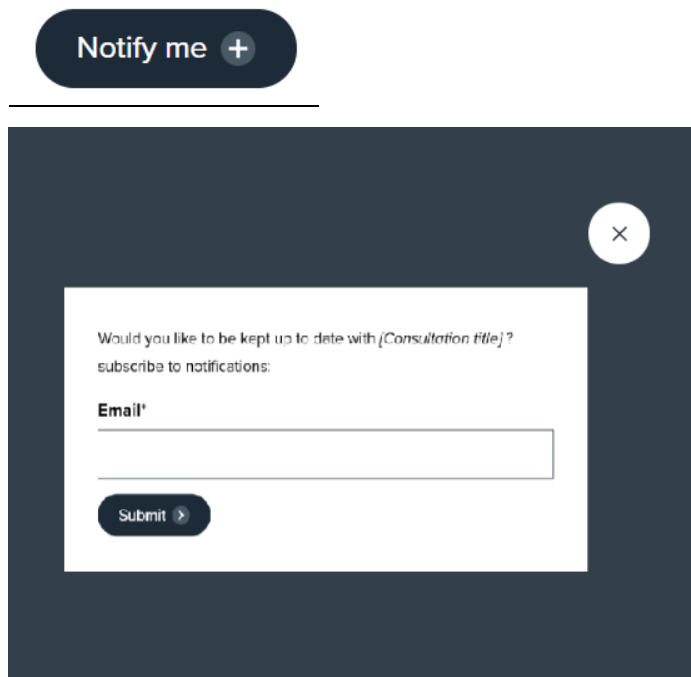 Notify me
Would you like to be kept up to date with [Consultation title]?
subscribe to notifications:
Email*
Submit